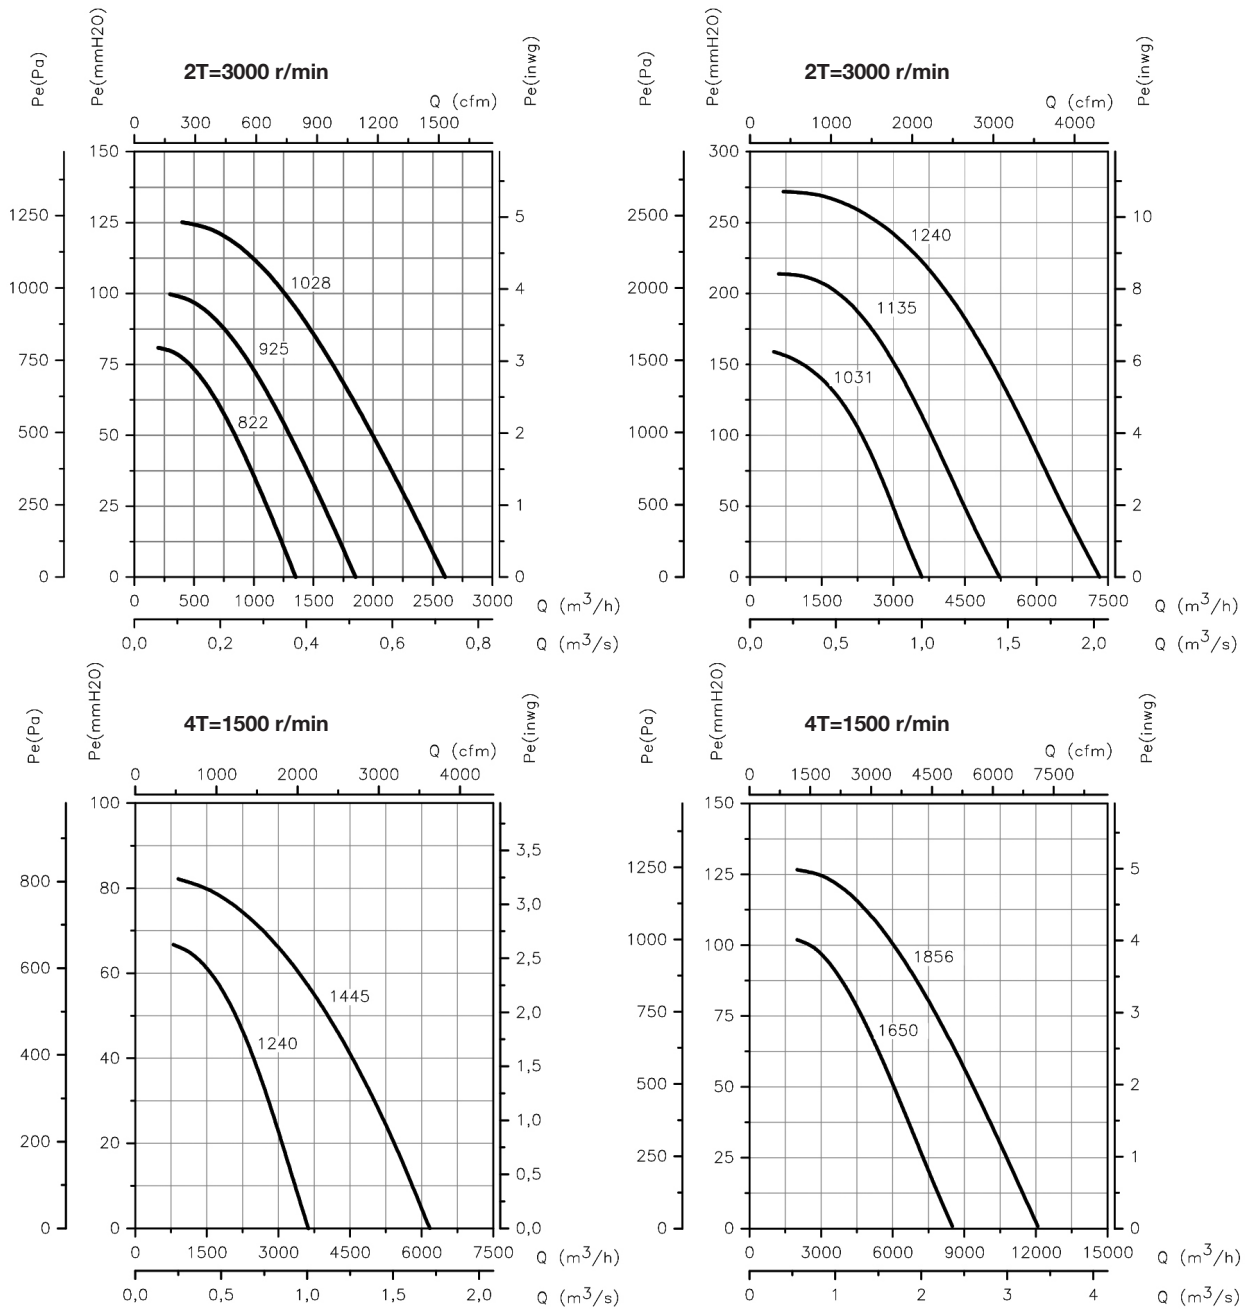 2T=3000 r/min
Pe(Pa)
Pe(mmH2O)
Pe(inwg)
Q (cfm)
0 300 600 900 1200 1500
150
125
100
75
50
25
0
1250
1000
750
500
250
0
5
4
3
2
1
0
1028
925
822
0 500 1000 1500 2000 2500 3000 Q (m³/h)
0,0 0,2 0,4 0,6 0,8 Q (m³/s)
2T=3000 r/min
Pe(Pa)
Pe(mmH2O)
Pe(inwg)
Q (cfm)
0 1000 2000 3000 4000
300
250
200
150
100
50
0
2500
2000
1500
1000
500
0
10
8
6
4
2
0
1240
1135
1031
0 1500 3000 4500 6000 7500 Q (m³/h)
0,0 0,5 1,0 1,5 2,0 Q (m³/s)
4T=1500 r/min
Pe(Pa)
Pe(mmH2O)
Pe(inwg)
Q (cfm)
0 1000 2000 3000 4000
100
80
60
40
20
0
800
600
400
200
0
3,5
3,0
2,5
2,0
1,5
1,0
0,5
0,0
1445
1240
0 1500 3000 4500 6000 7500 Q (m³/h)
0,0 0,5 1,0 1,5 2,0 Q (m³/s)
4T=1500 r/min
Pe(Pa)
Pe(mmH2O)
Pe(inwg)
Q (cfm)
0 1500 3000 4500 6000 7500
150
125
100
75
50
25
0
1250
1000
750
500
250
0
5
4
3
2
1
0
1856
1650
0 3000 6000 9000 12000 15000 Q (m³/h)
0 1 2 3 4 Q (m³/s)